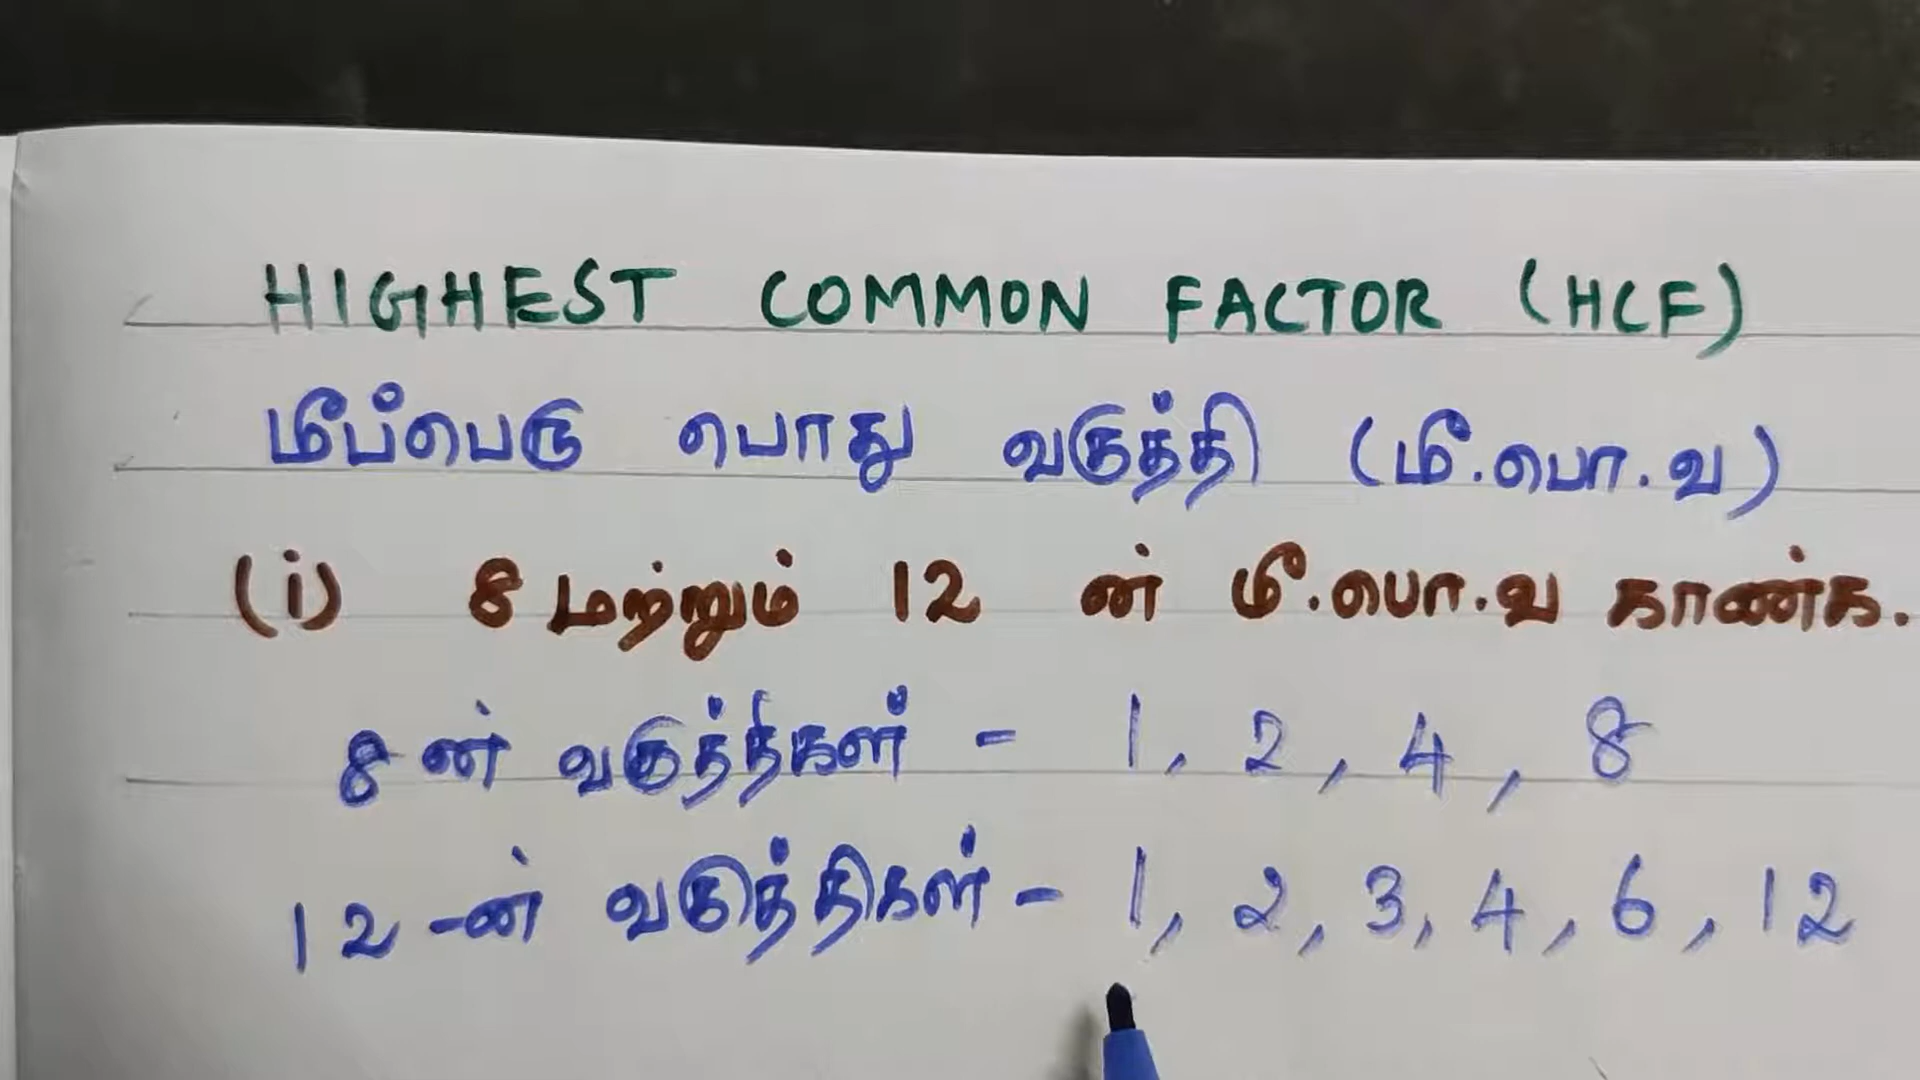 HIGHEST COMMON FACTOR (HCF)
மீப்பெரு பொது வகுத்தி (மீ.பொ.வ)
(i) 8 மற்றும் 12 ன் மீ.பொ.வ காண்க.
8 ன் வகுத்திகள் - 1, 2, 4, 8
12 -ன் வகுத்திகள் - 1, 2, 3, 4, 6, 12